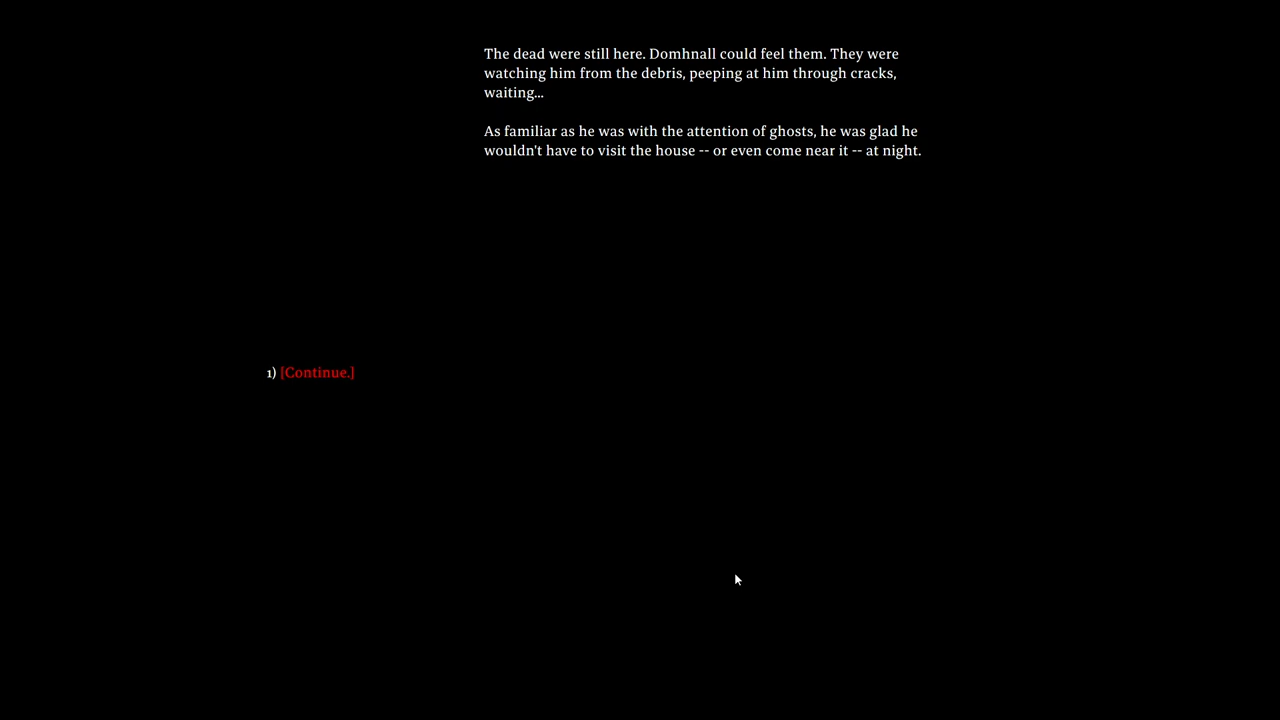 The dead were still here. Domhnall could feel them. They were
watching him from the debris, peeping at him through cracks,
waiting...
As familiar as he was with the attention of ghosts, he was glad he
wouldn't have to visit the house -- or even come near it -- at night.
1) [Continue.]